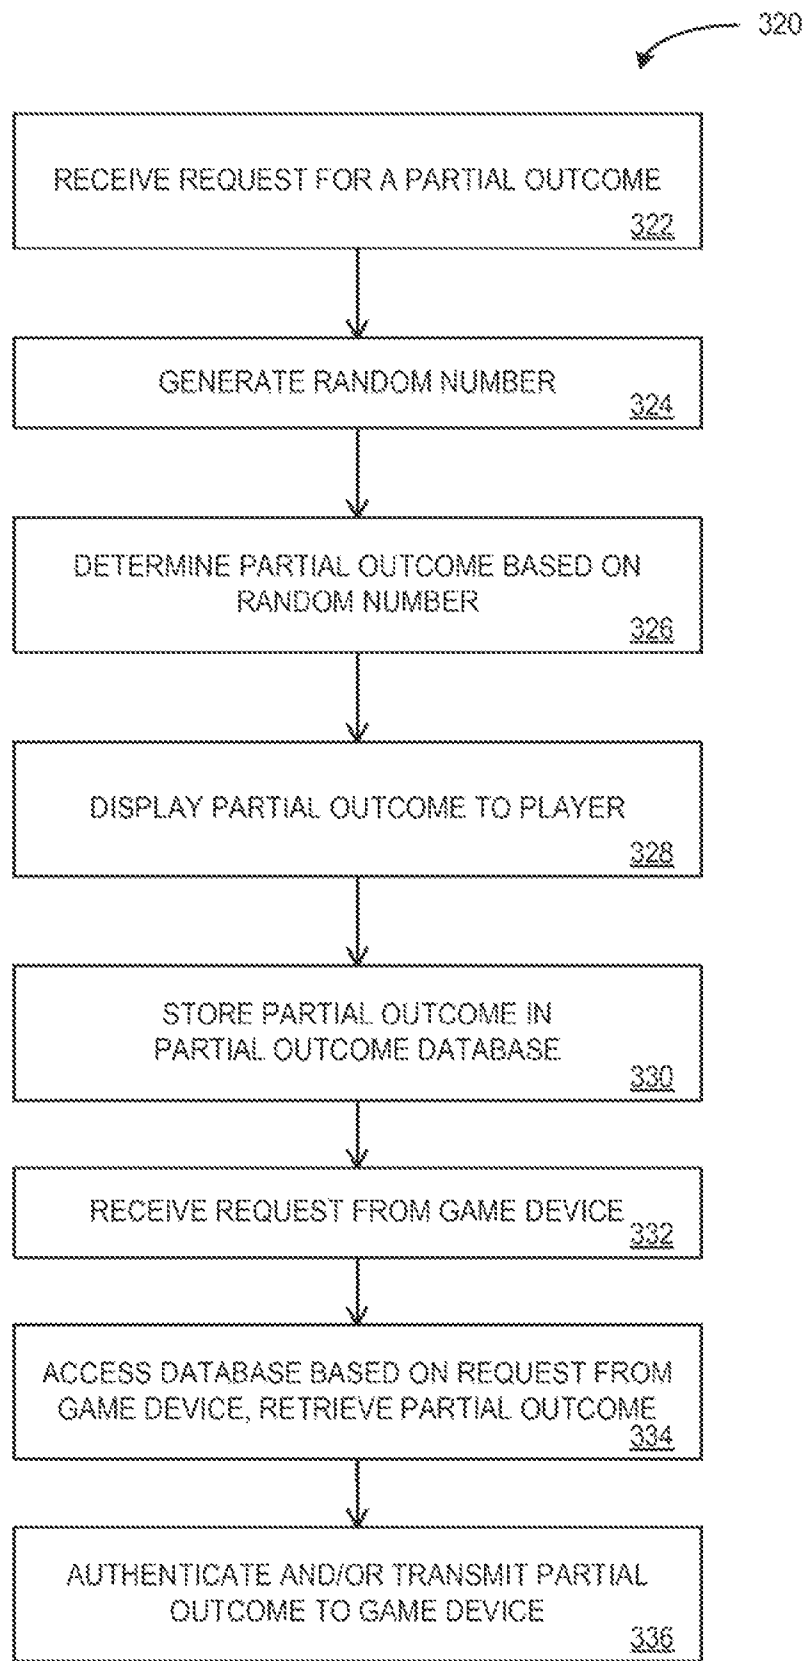 320
RECEIVE REQUEST FOR A PARTIAL OUTCOME
322
GENERATE RANDOM NUMBER
324
DETERMINE PARTIAL OUTCOME BASED ON
RANDOM NUMBER
326
DISPLAY PARTIAL OUTCOME TO PLAYER
328
STORE PARTIAL OUTCOME IN
PARTIAL OUTCOME DATABASE
330
RECEIVE REQUEST FROM GAME DEVICE
332
ACCESS DATABASE BASED ON REQUEST FROM
GAME DEVICE, RETRIEVE PARTIAL OUTCOME
334
AUTHENTICATE AND/OR TRANSMIT PARTIAL
OUTCOME TO GAME DEVICE
336